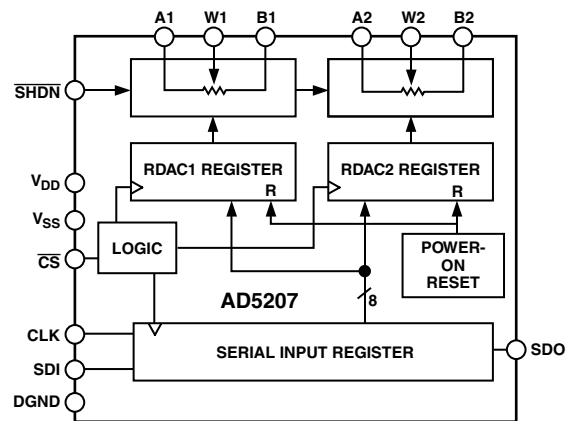 A1 W1 B1 A2 W2 B2
SHDN
RDAC1 REGISTER
R
RDAC2 REGISTER
R
VDD
VSS
CS
LOGIC
POWER-
ON
RESET
AD5207
8
CLK
SDI
DGND
SERIAL INPUT REGISTER
SDO